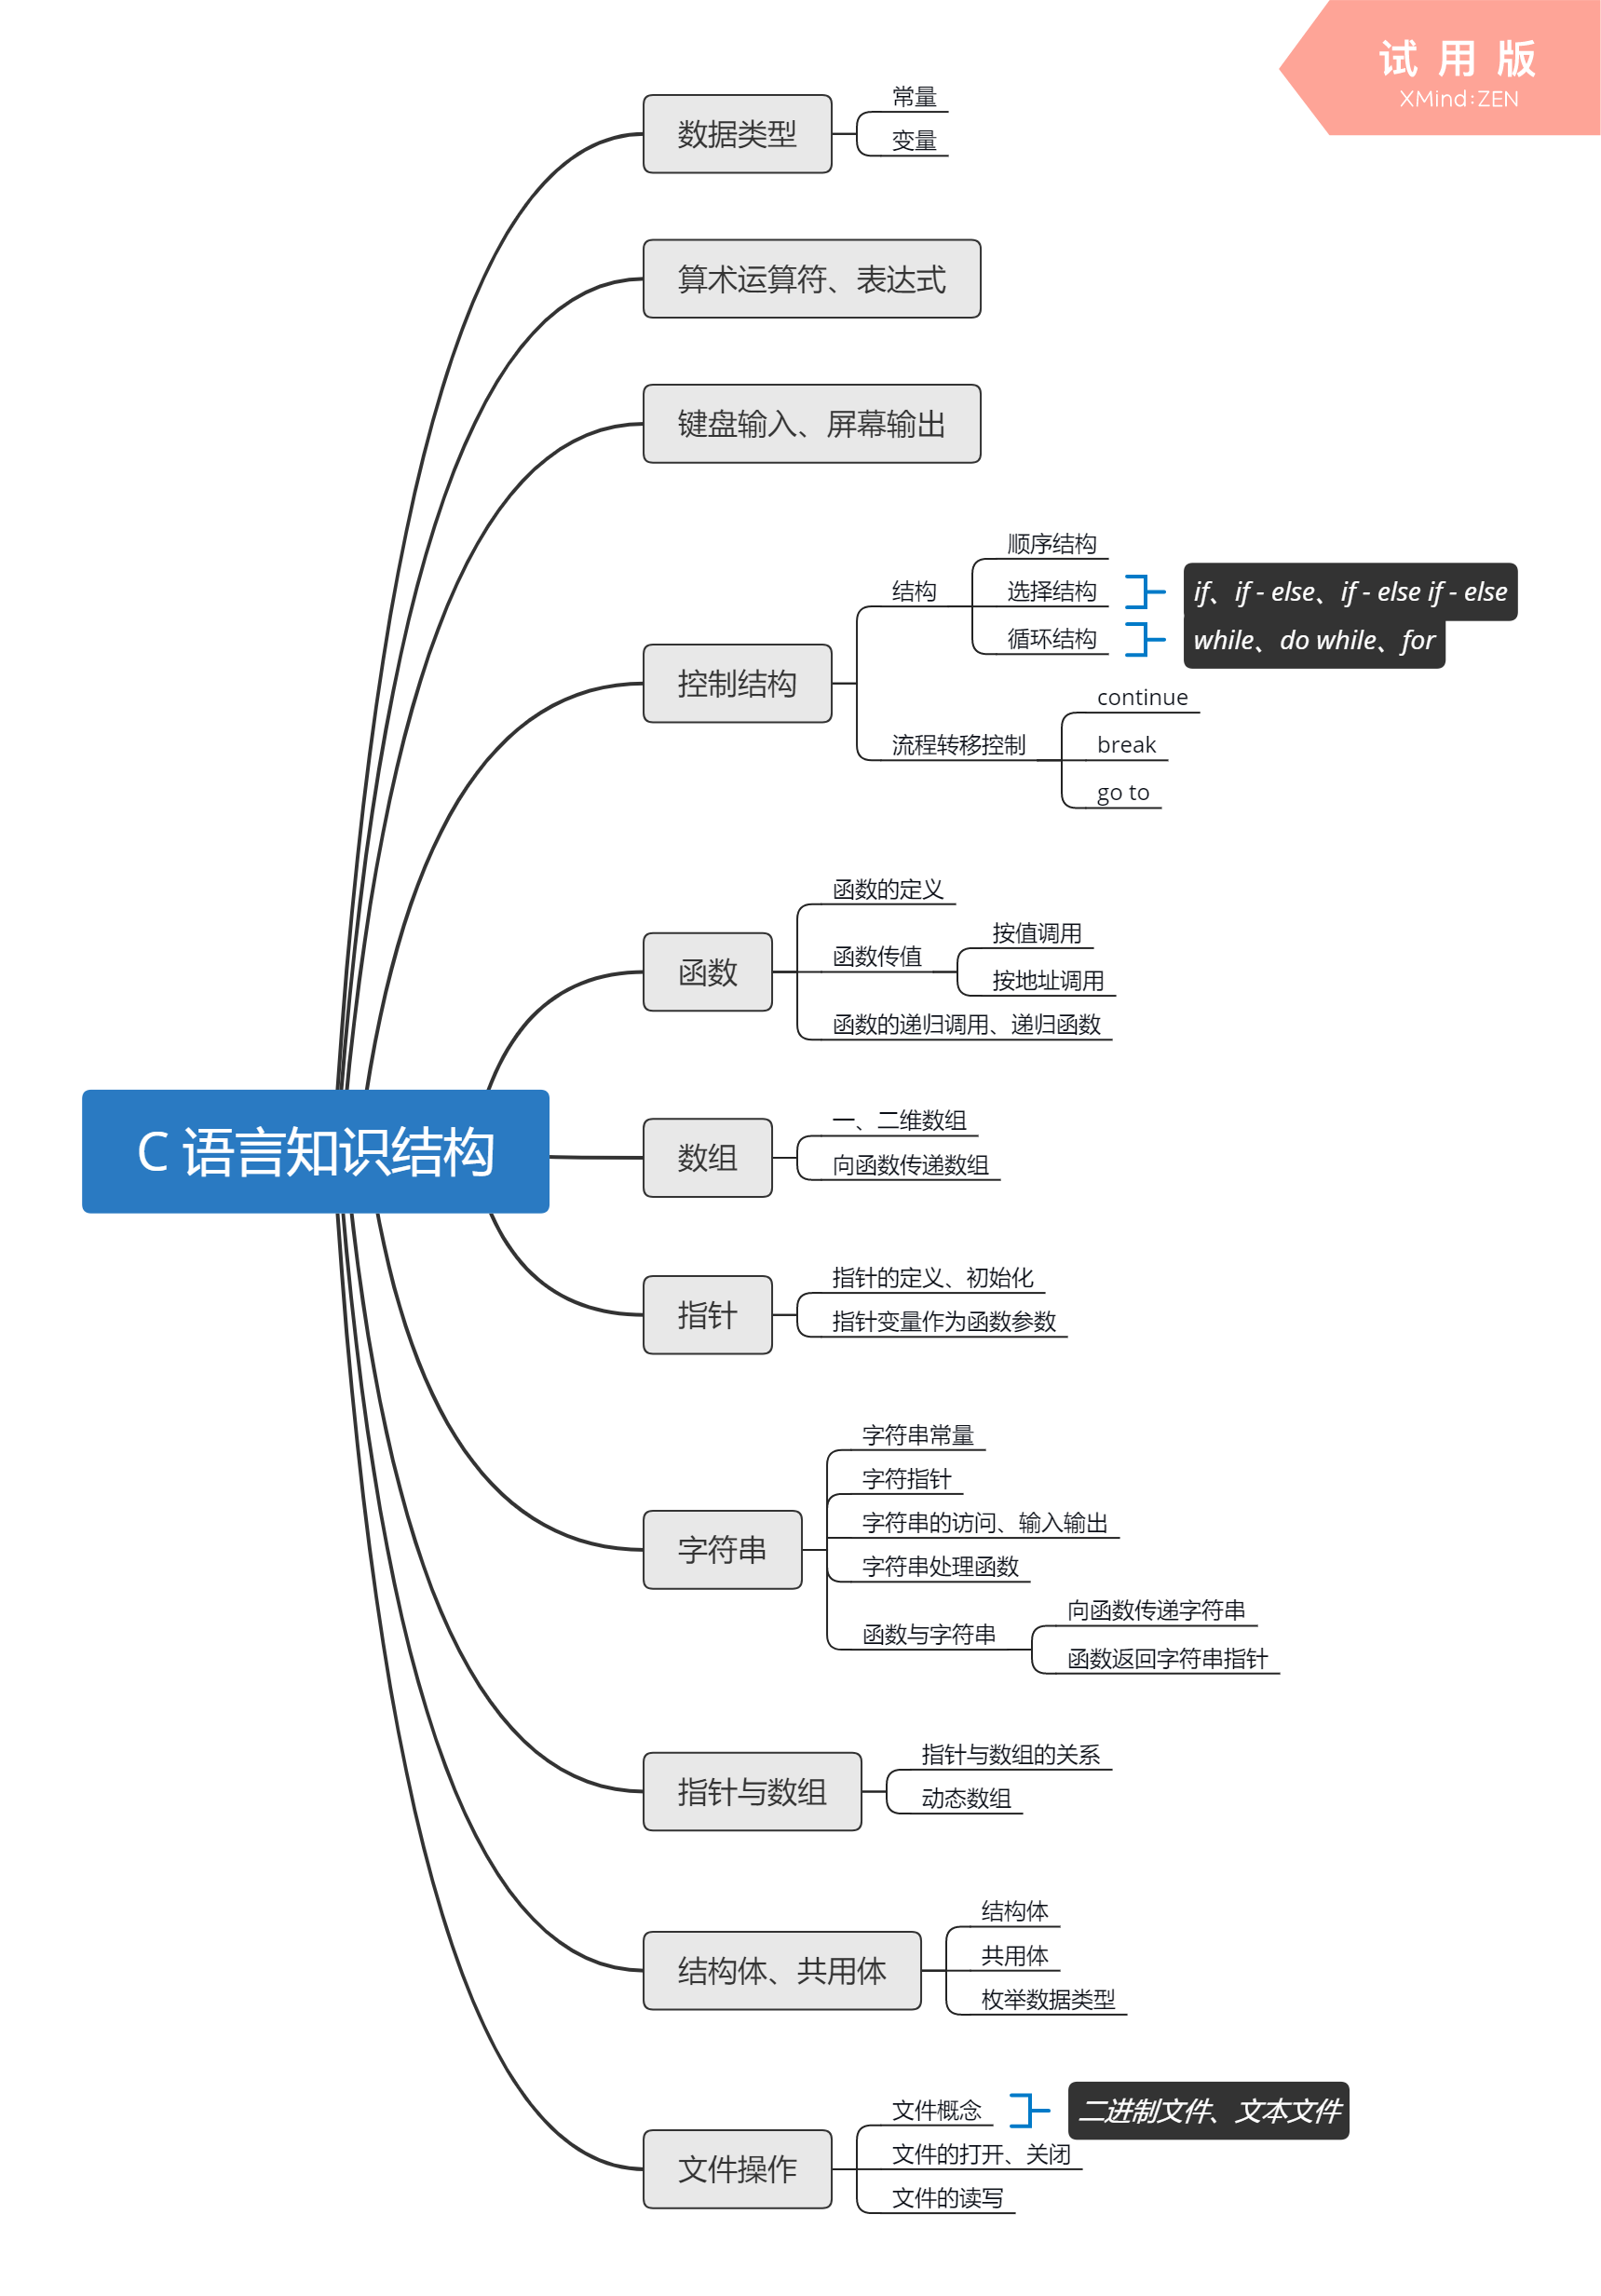 试用版
XMind:ZEN
C 语言知识结构
数据类型
常量
变量
算术运算符、表达式
键盘输入、屏幕输出
控制结构
结构
顺序结构
选择结构
if、if - else、if - else if - else
循环结构
while、do while、for
流程转移控制
continue
break
go to
函数
函数的定义
函数传值
按值调用
按地址调用
函数的递归调用、递归函数
数组
一、二维数组
向函数传递数组
指针
指针的定义、初始化
指针变量作为函数参数
字符串
字符串常量
字符指针
字符串的访问、输入输出
字符串处理函数
函数与字符串
向函数传递字符串
函数返回字符串指针
指针与数组
指针与数组的关系
动态数组
结构体、共用体
结构体
共用体
枚举数据类型
文件操作
文件概念
二进制文件、文本文件
文件的打开、关闭
文件的读写